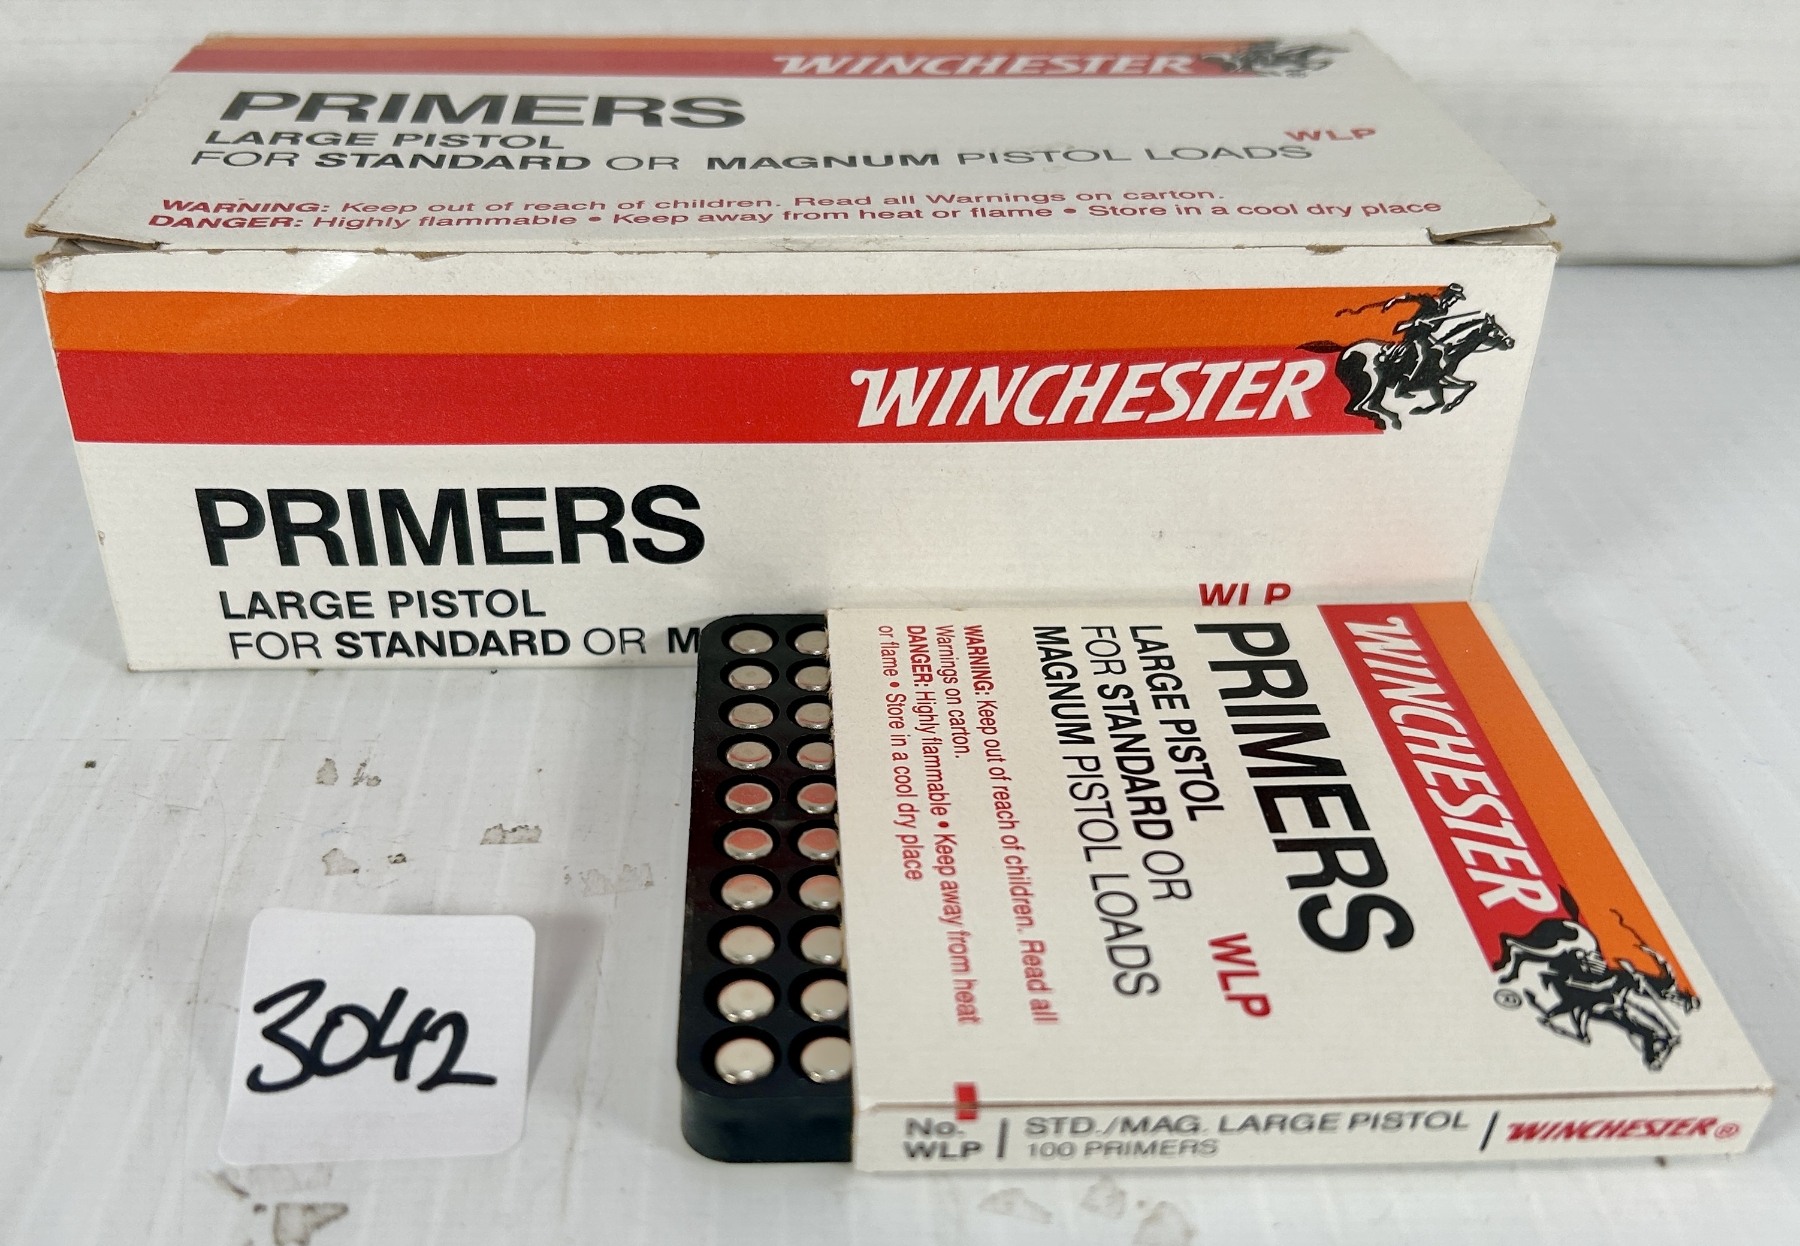 WINCHESTER
PRIMERS
LARGE PISTOL
WLP
FOR STANDARD OR MAGNUM PISTOL LOADS
WARNING: Keep out of reach of children. Read all Warnings on carton.
DANGER: Highly flammable • Keep away from heat or flame • Store in a cool dry place
WINCHESTER
PRIMERS
LARGE PISTOL
FOR STANDARD OR M
WLP
WINCHESTER
®
PRIMERS
WLP
LARGE PISTOL
FOR STANDARD OR
MAGNUM PISTOL LOADS
WARNING: Keep out of reach of children. Read all
Warnings on carton.
DANGER: Highly flammable • Keep away from heat
or flame • Store in a cool dry place
No.
WLP
STD./MAG. LARGE PISTOL
100 PRIMERS
WINCHESTER®
3042